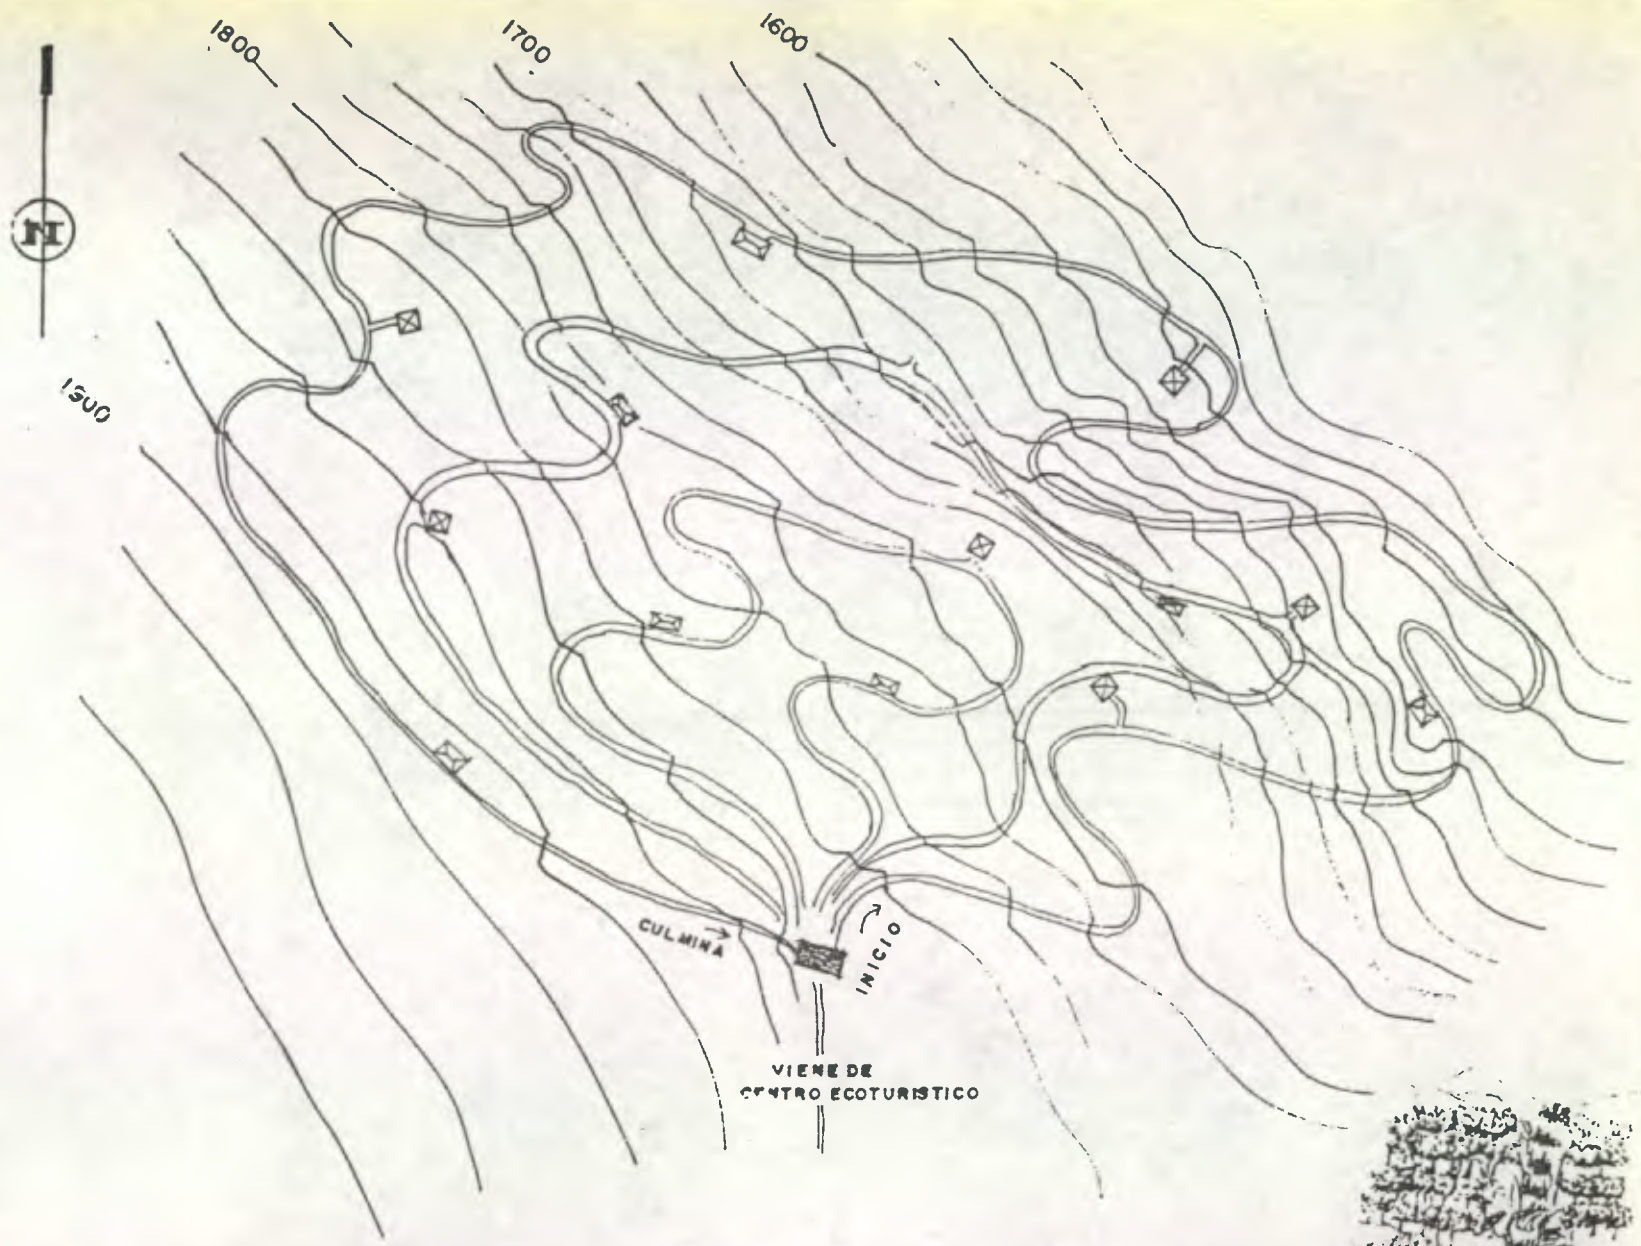 1800
1700
1600
N
1900
CULMINA
INICIO
VIENE DE
CENTRO ECOTURISTICO